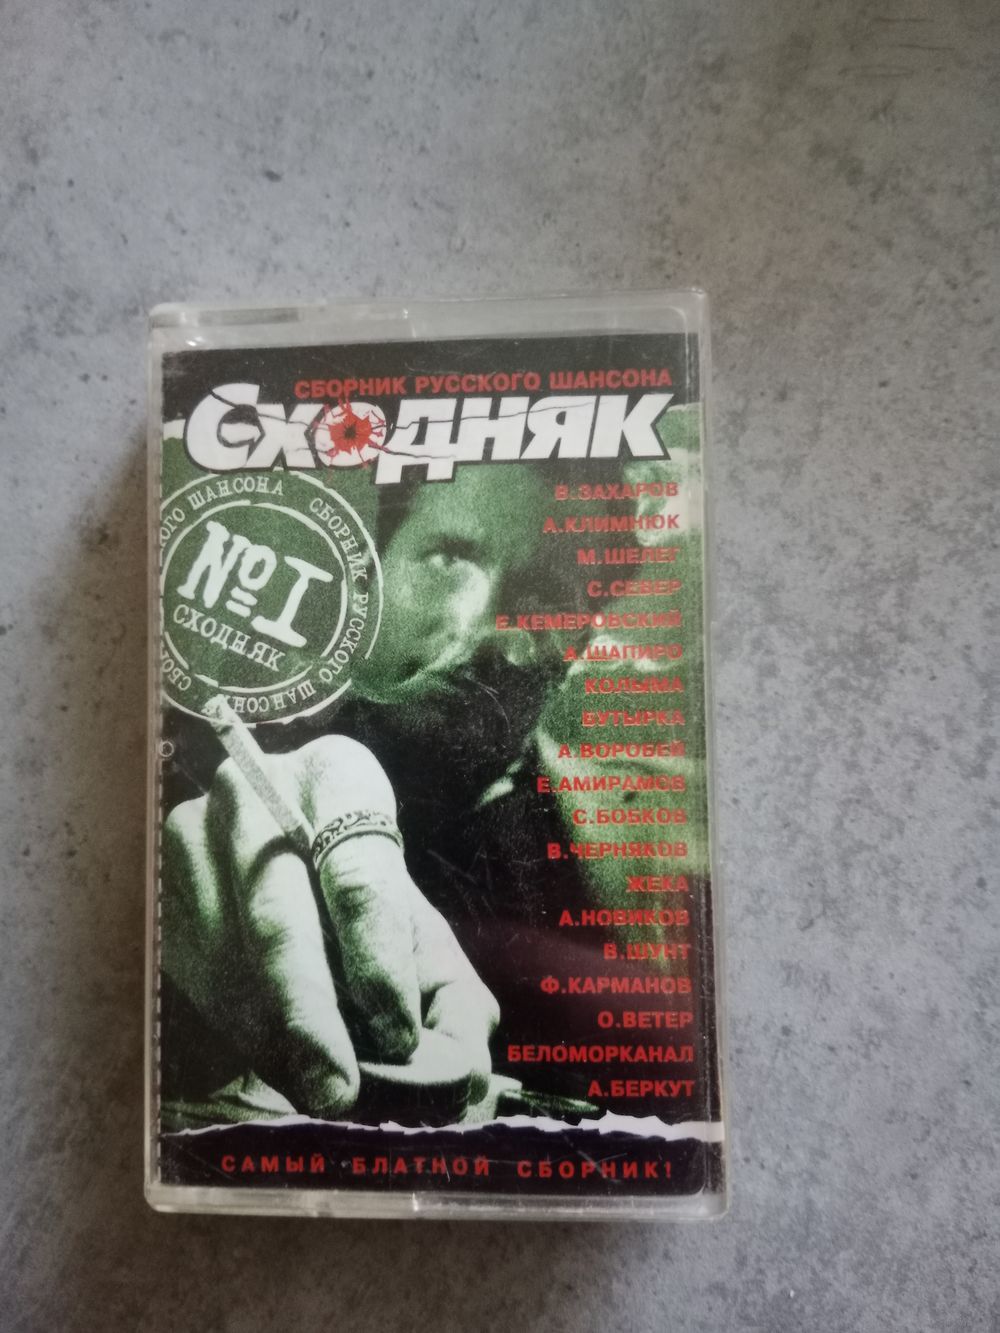 СБОРНИК РУССКОГО ШАНСОНА
СХОДНЯК
СБОРНИК РУССКОГО ШАНСОНА
№1
СХОДНЯК
В.ЗАХАРОВ
А.КЛИМНЮК
М.ШЕЛЕГ
С.СЕВЕР
Е.КЕМЕРОВСКИЙ
А.ШАПИРО
КОЛЫМА
БУТЫРКА
А.ВОРОБЕЙ
Е.АМИРАМОВ
С.БОБКОВ
В.ЧЕРНЯКОВ
ЖЕКА
А.НОВИКОВ
В.ШУНТ
Ф.КАРМАНОВ
О.ВЕТЕР
БЕЛОМОРКАНАЛ
А.БЕРКУТ
САМЫЙ БЛАТНОЙ СБОРНИК!